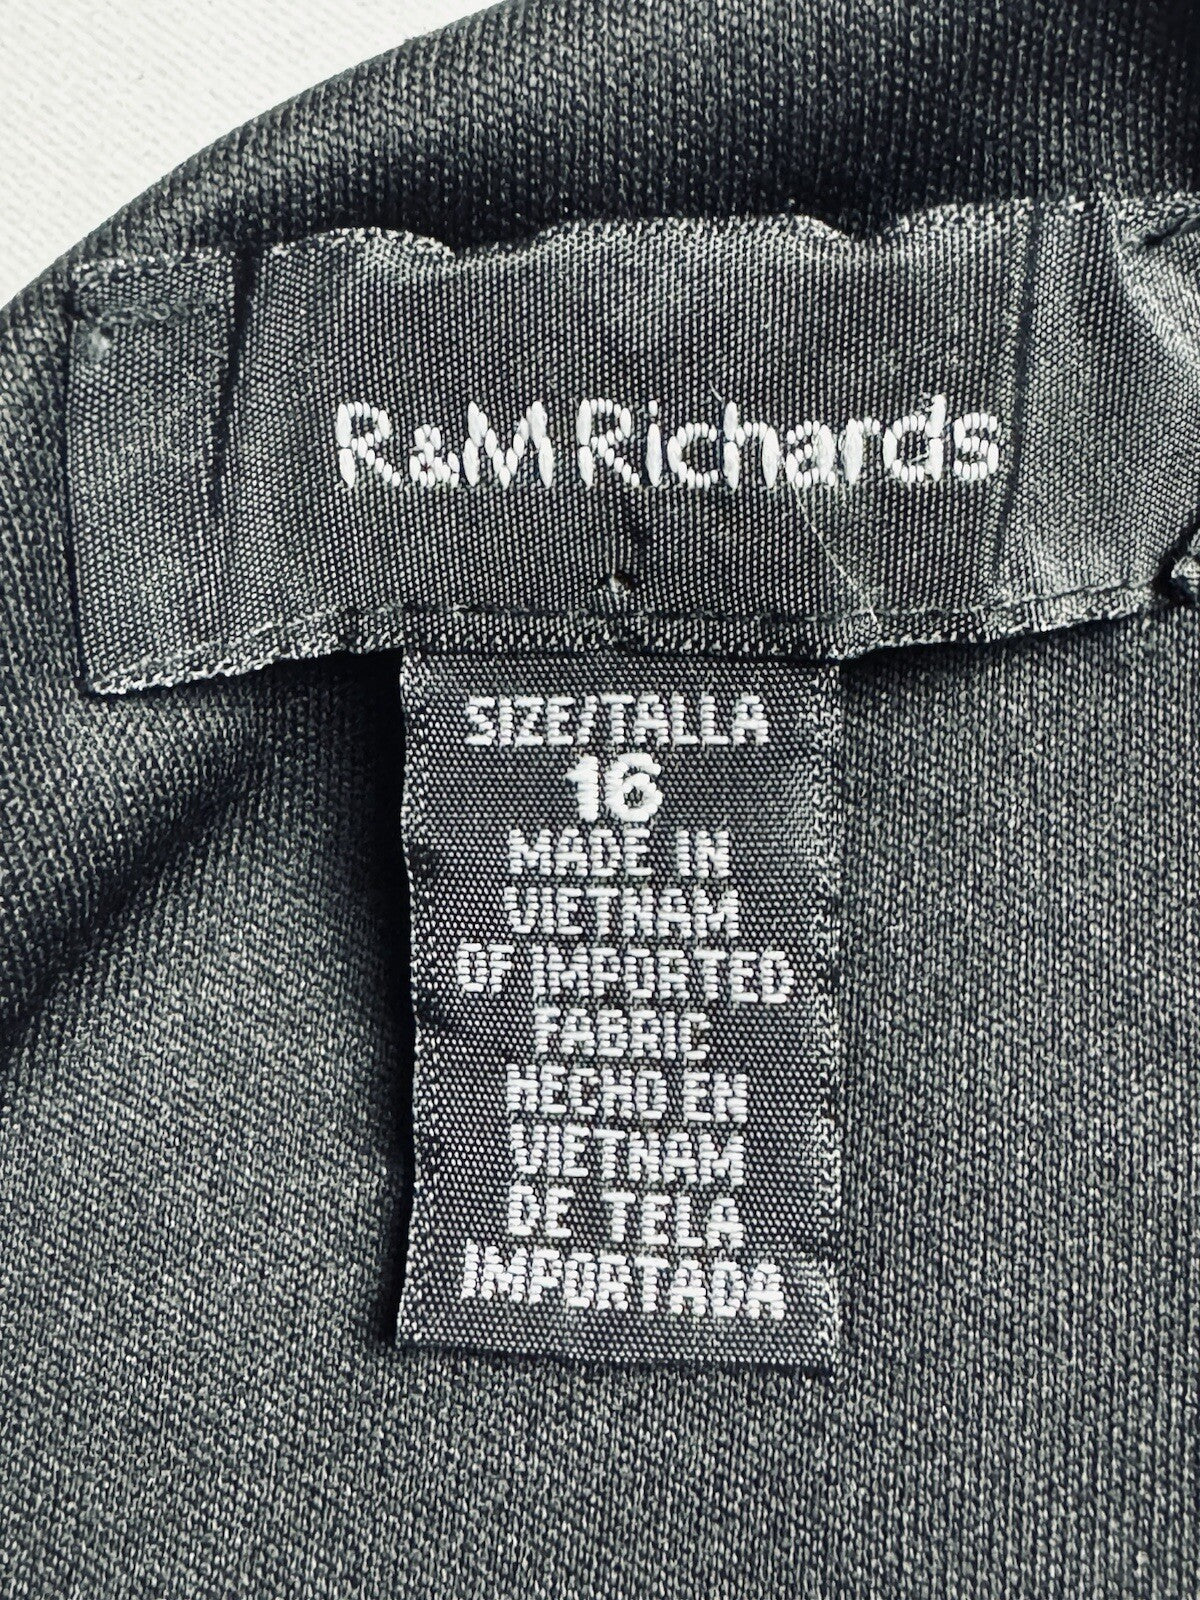 R&M Richards
SIZE/TALLA
16
MADE IN
VIETNAM
OF IMPORTED
FABRIC
HECHO EN
VIETNAM
DE TELA
IMPORTADA